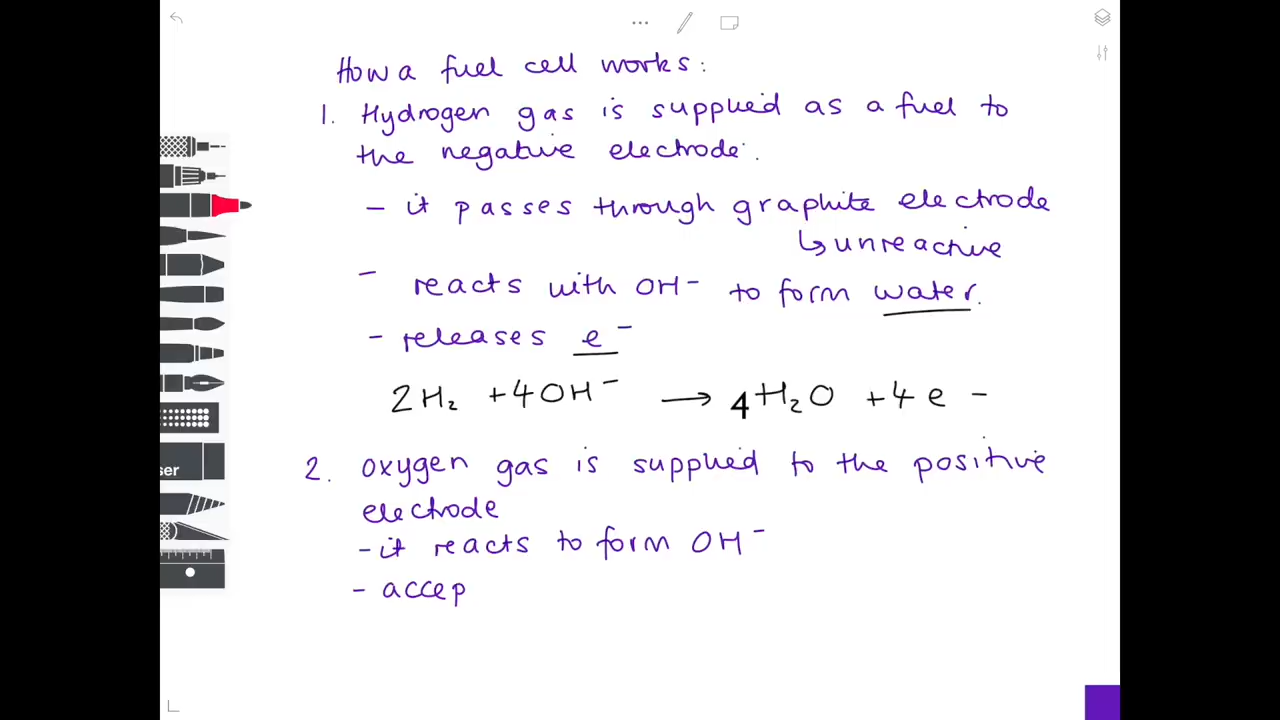 How a fuel cell works:
1. Hydrogen gas is supplied as a fuel to
the negative electrode.
- it passes through graphite electrode
↳ unreactive
- reacts with OH- to form water.
- releases e⁻
2H₂ + 4OH⁻ → 4H₂O + 4e -
2. oxygen gas is supplied to the positive
electrode
- it reacts to form OH⁻
- accep
ser